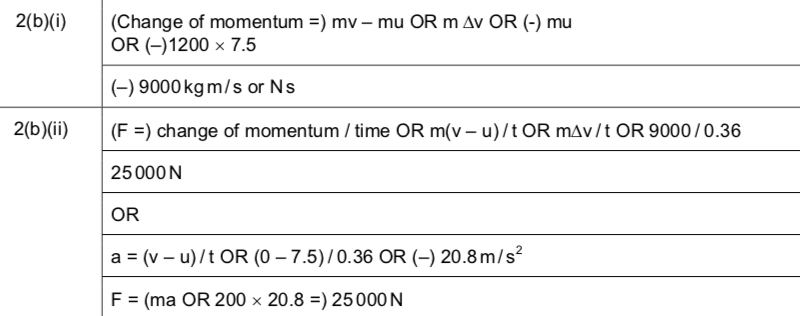 2(b)(i) (Change of momentum =) mv – mu OR m Δv OR (-) mu
OR (–)1200 × 7.5
(–) 9000 kg m/s or N s
2(b)(ii) (F =) change of momentum / time OR m(v – u)/t OR mΔv/t OR 9000/0.36
25 000 N
OR
a = (v – u)/t OR (0 – 7.5)/0.36 OR (–) 20.8 m/s²
F = (ma OR 200 × 20.8 =) 25 000 N